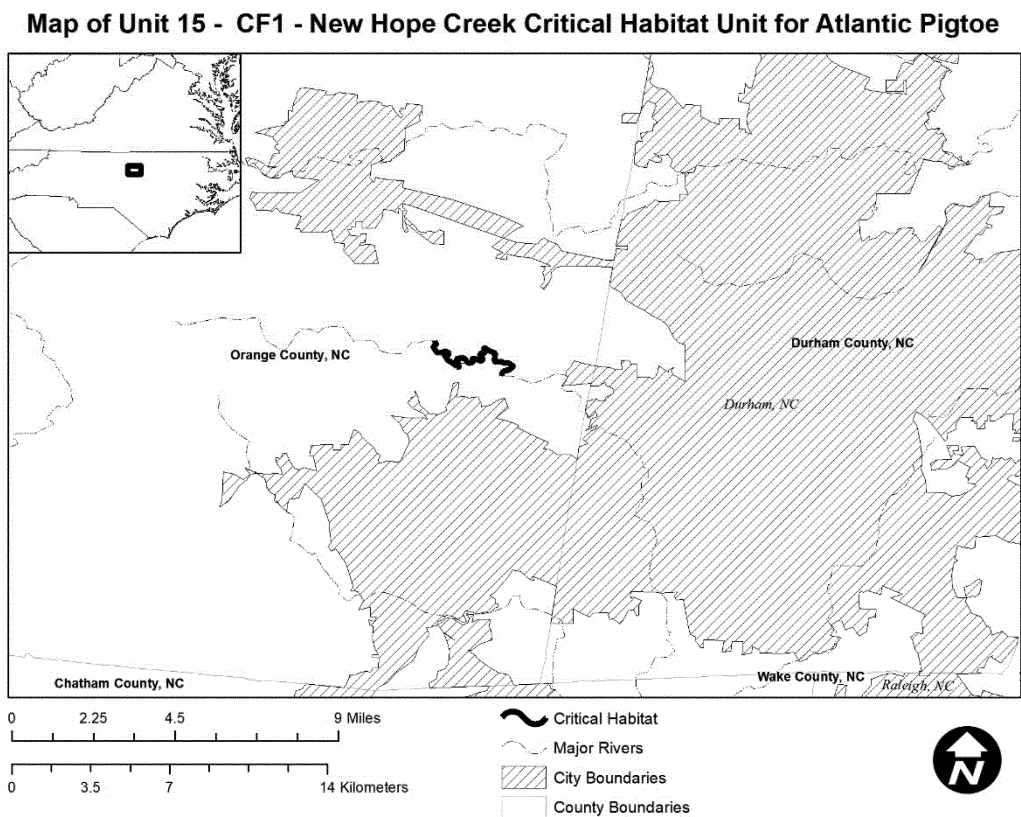 Map of Unit 15 - CF1 - New Hope Creek Critical Habitat Unit for Atlantic Pigtoe
Orange County, NC
Durham County, NC
Durham, NC
Chatham County, NC
Wake County, NC
Raleigh, NC
0 2.25 4.5 9 Miles
0 3.5 7 14 Kilometers
Critical Habitat
Major Rivers
City Boundaries
County Boundaries
N